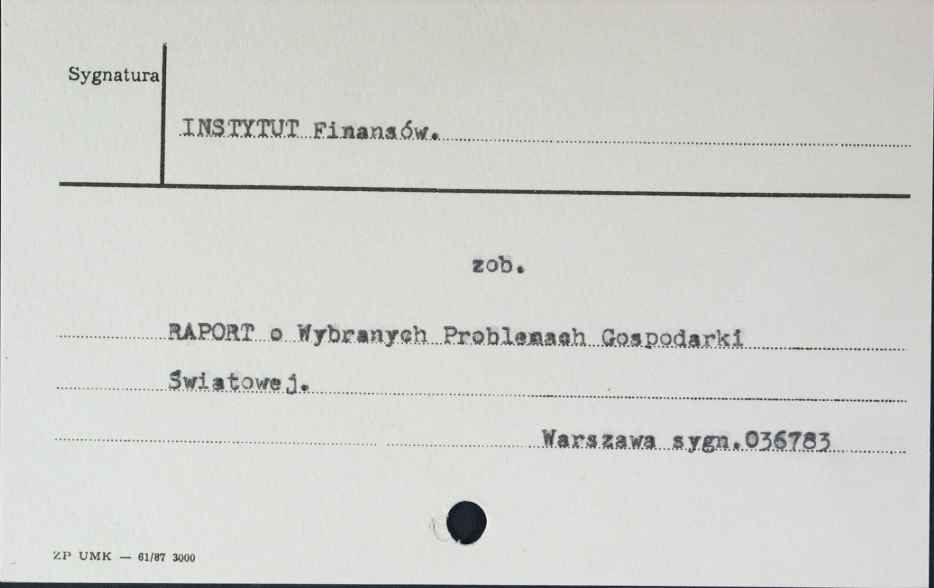 Sygnatura
INSTYTUT Finansów.
zob.
RAPORT o Wybranych Problemach Gospodarki
Światowej.
Warszawa sygn.036783
ZP UMK — 61/87 3000